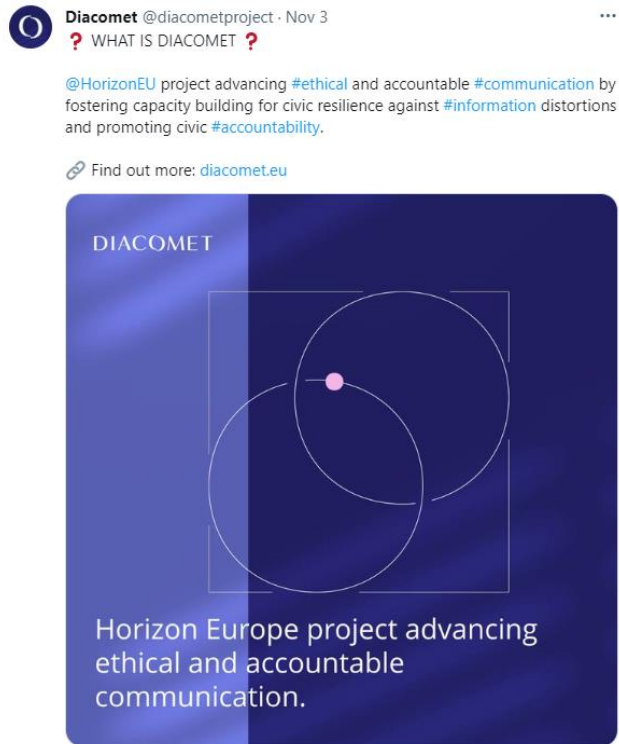 Diacomet @diacometproject · Nov 3
❓ WHAT IS DIACOMET ❓
@HorizonEU project advancing #ethical and accountable #communication by
fostering capacity building for civic resilience against #information distortions
and promoting civic #accountability.
🔗 Find out more: diacomet.eu
DIACOMET
Horizon Europe project advancing
ethical and accountable
communication.